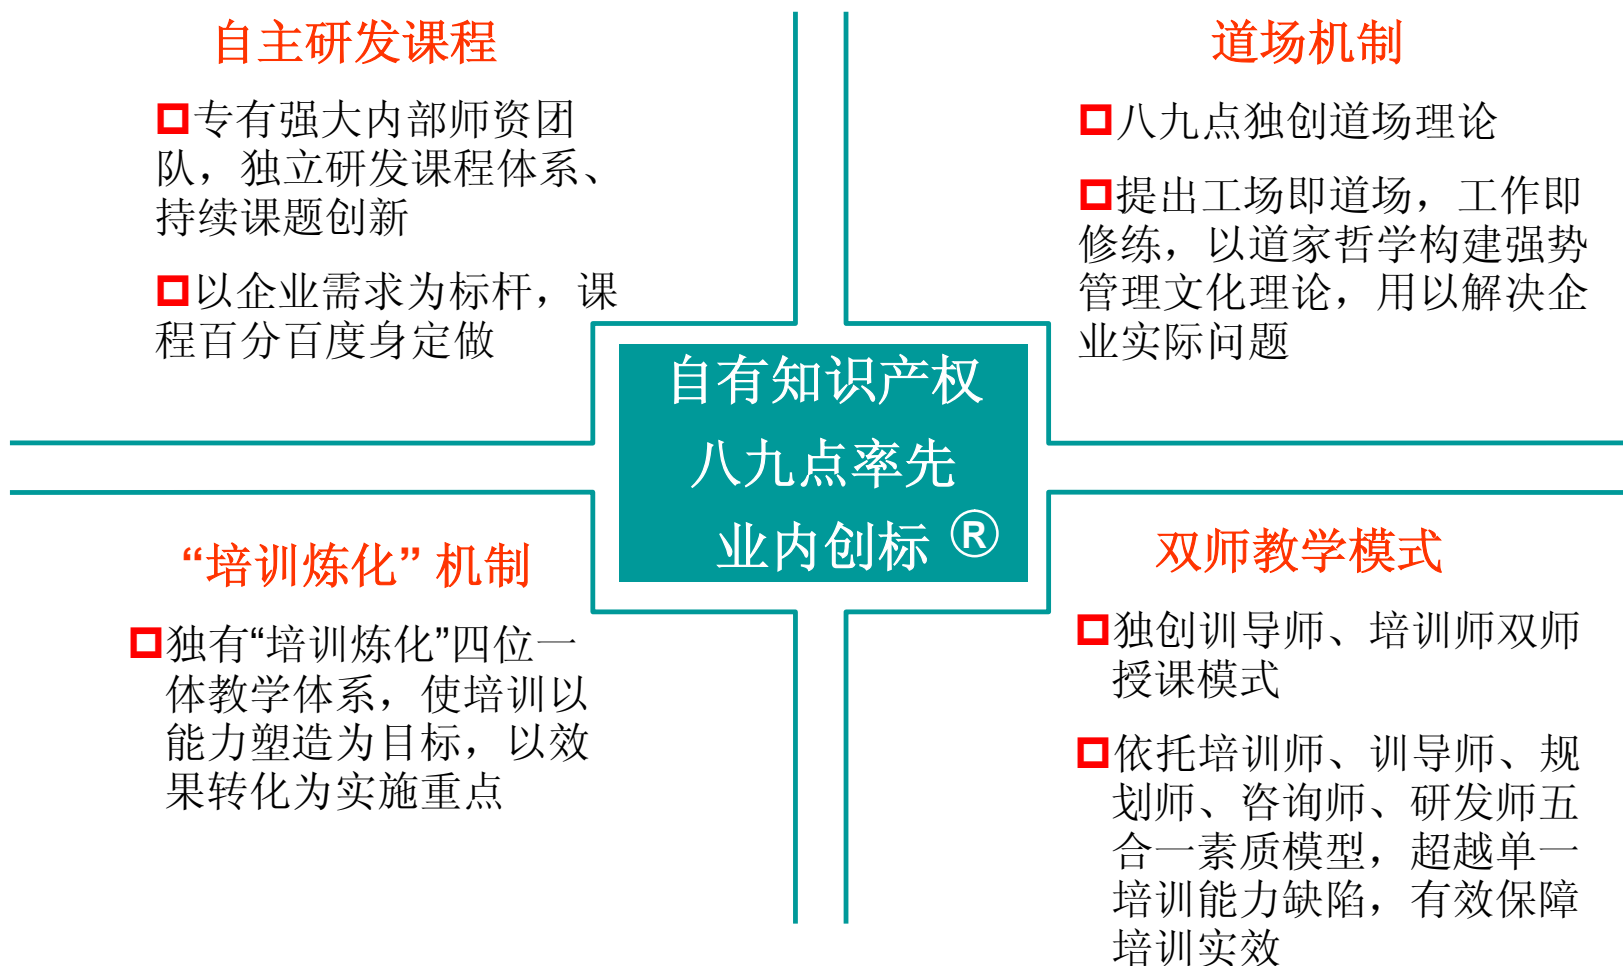 自主研发课程
专有强大内部师资团
队，独立研发课程体系、
持续课题创新
以企业需求为标杆，课
程百分百度身定做
道场机制
八九点独创道场理论
提出工场即道场，工作即
修练，以道家哲学构建强势
管理文化理论，用以解决企
业实际问题
自有知识产权
八九点率先
业内创标 ®
“培训炼化” 机制
独有“培训炼化”四位一
体教学体系，使培训以
能力塑造为目标，以效
果转化为实施重点
双师教学模式
独创训导师、培训师双师
授课模式
依托培训师、训导师、规
划师、咨询师、研发师五
合一素质模型，超越单一
培训能力缺陷，有效保障
培训实效